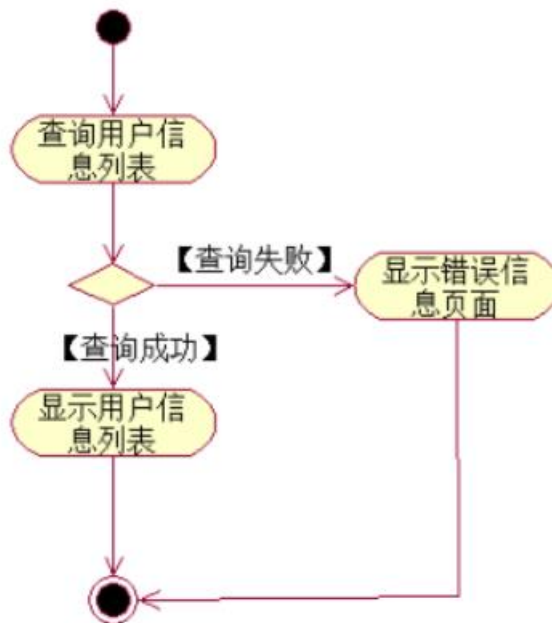 查询用户信
息列表
【查询失败】
显示错误信
息页面
【查询成功】
显示用户信
息列表